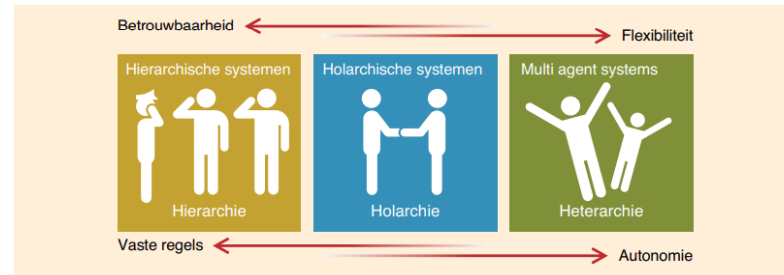 Betrouwbaarheid
Flexibiliteit
Hierarchische systemen
Holarchische systemen
Multi agent systems
Hierarchie
Holarchie
Heterarchie
Vaste regels
Autonomie